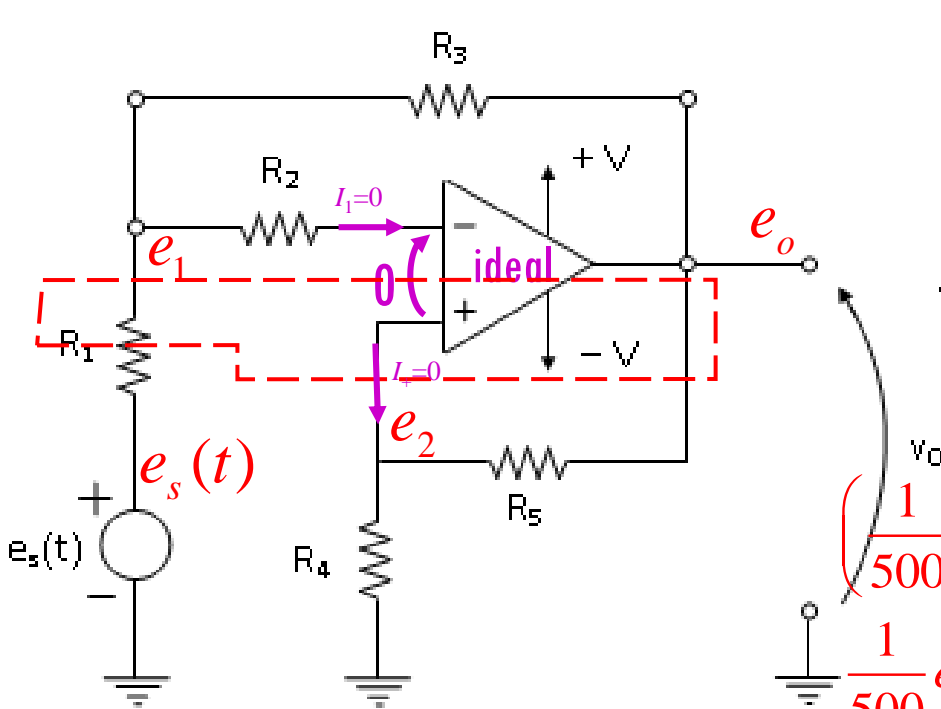 R₃
+ V
R₂
I₁=0
−
e₁
eₒ
0
ideal
+
R₁
− V
I₊=0
e₂
eₛ(t)
R₅
+
eₛ(t)
−
R₄
vO
1
500
1
500
e